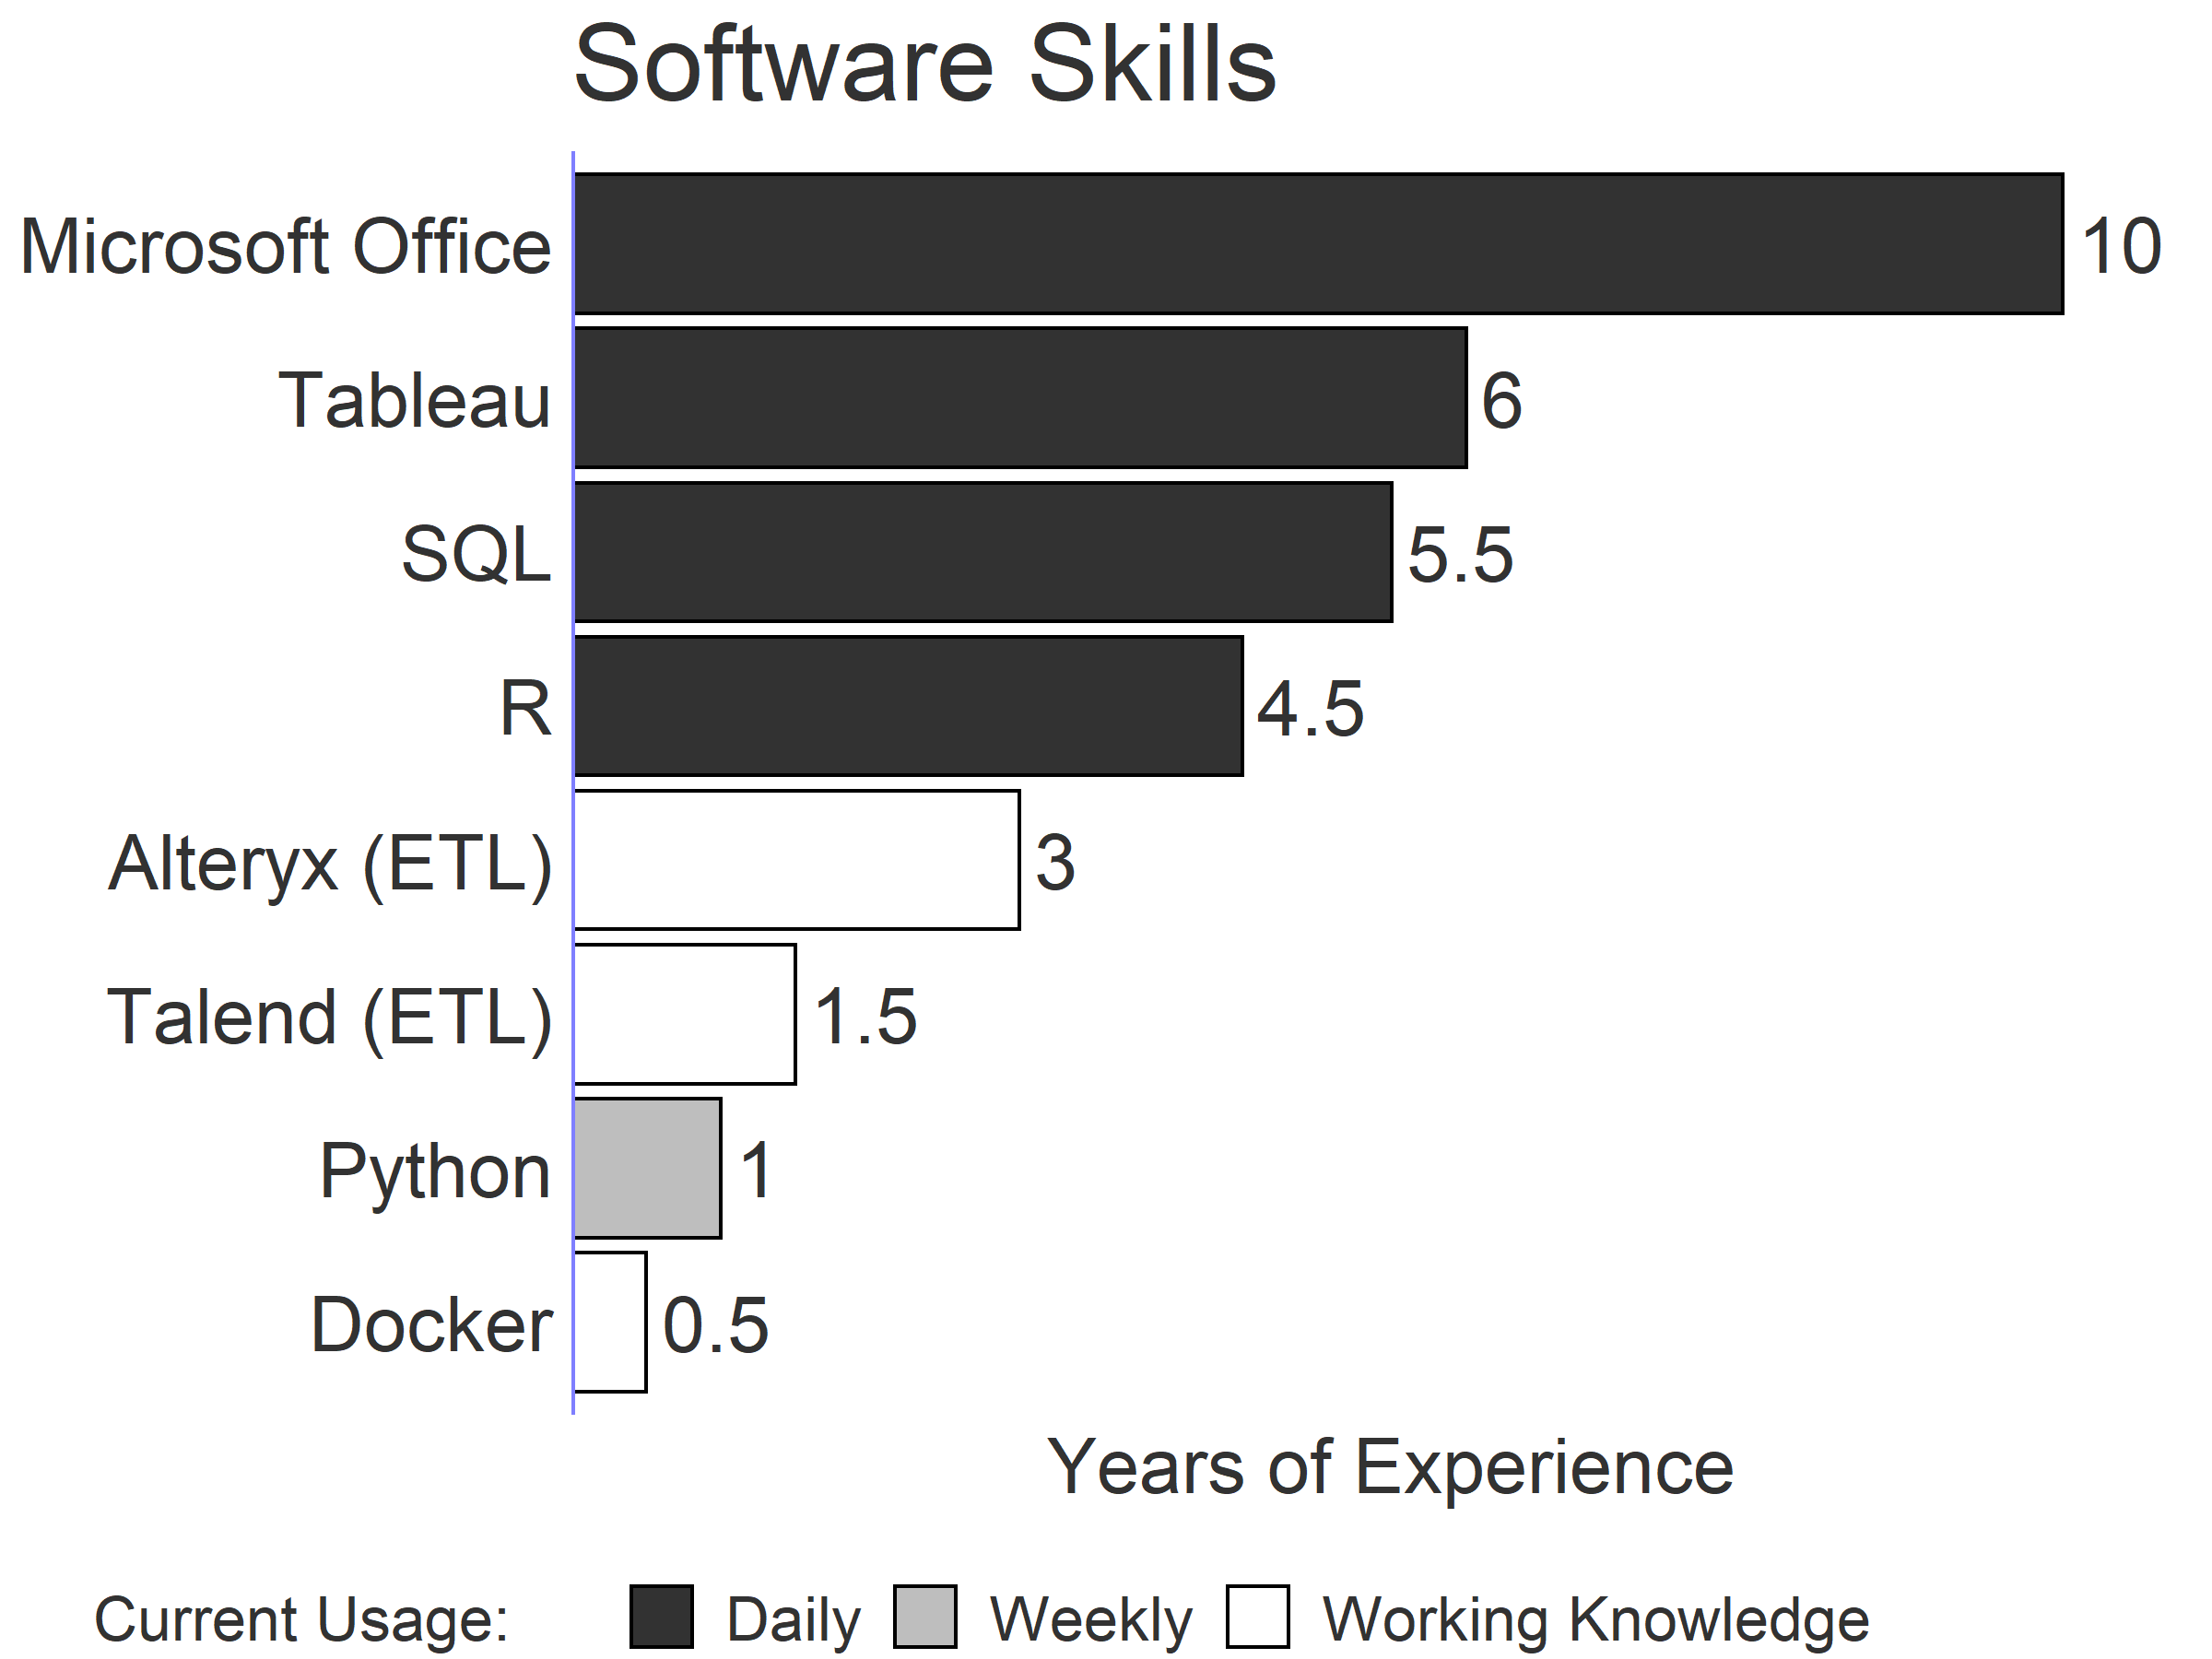 Software Skills
Microsoft Office 10
Tableau 6
SQL 5.5
R 4.5
Alteryx (ETL) 3
Talend (ETL) 1.5
Python 1
Docker 0.5
Years of Experience
Current Usage: Daily Weekly Working Knowledge